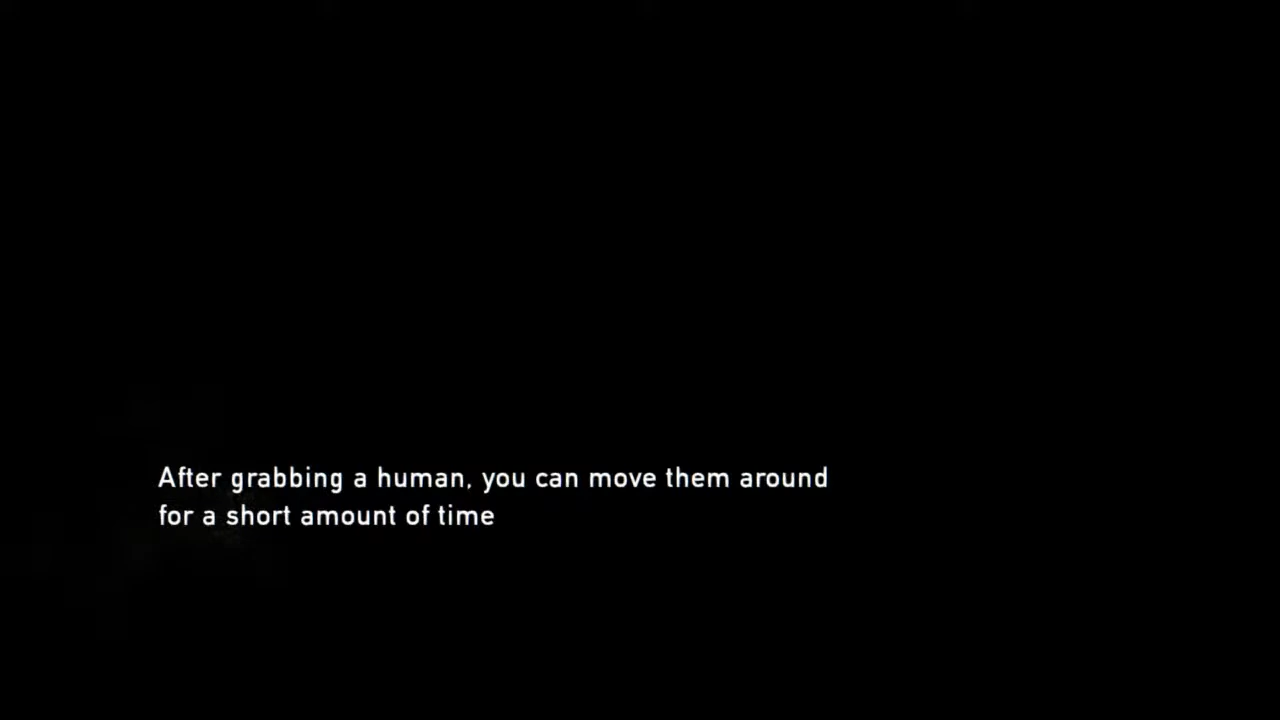 After grabbing a human, you can move them around
for a short amount of time